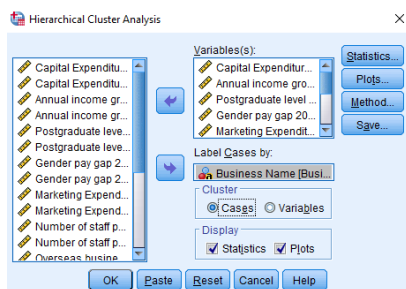 Hierarchical Cluster Analysis
Variables(s):
Capital Expenditu...
Capital Expenditu...
Annual income gr...
Annual income gr...
Postgraduate leve...
Postgraduate leve...
Gender pay gap 2...
Gender pay gap 2...
Marketing Expend...
Marketing Expend...
Number of staff p...
Number of staff p...
Overseas busine
Capital Expenditur...
Annual income gro...
Postgraduate level ...
Gender pay gap 20...
Marketing Expendit...
Label Cases by:
Business Name [Busi...
Cluster
Cases Variables
Display
Statistics Plots
Statistics...
Plots...
Method...
Save...
OK Paste Reset Cancel Help